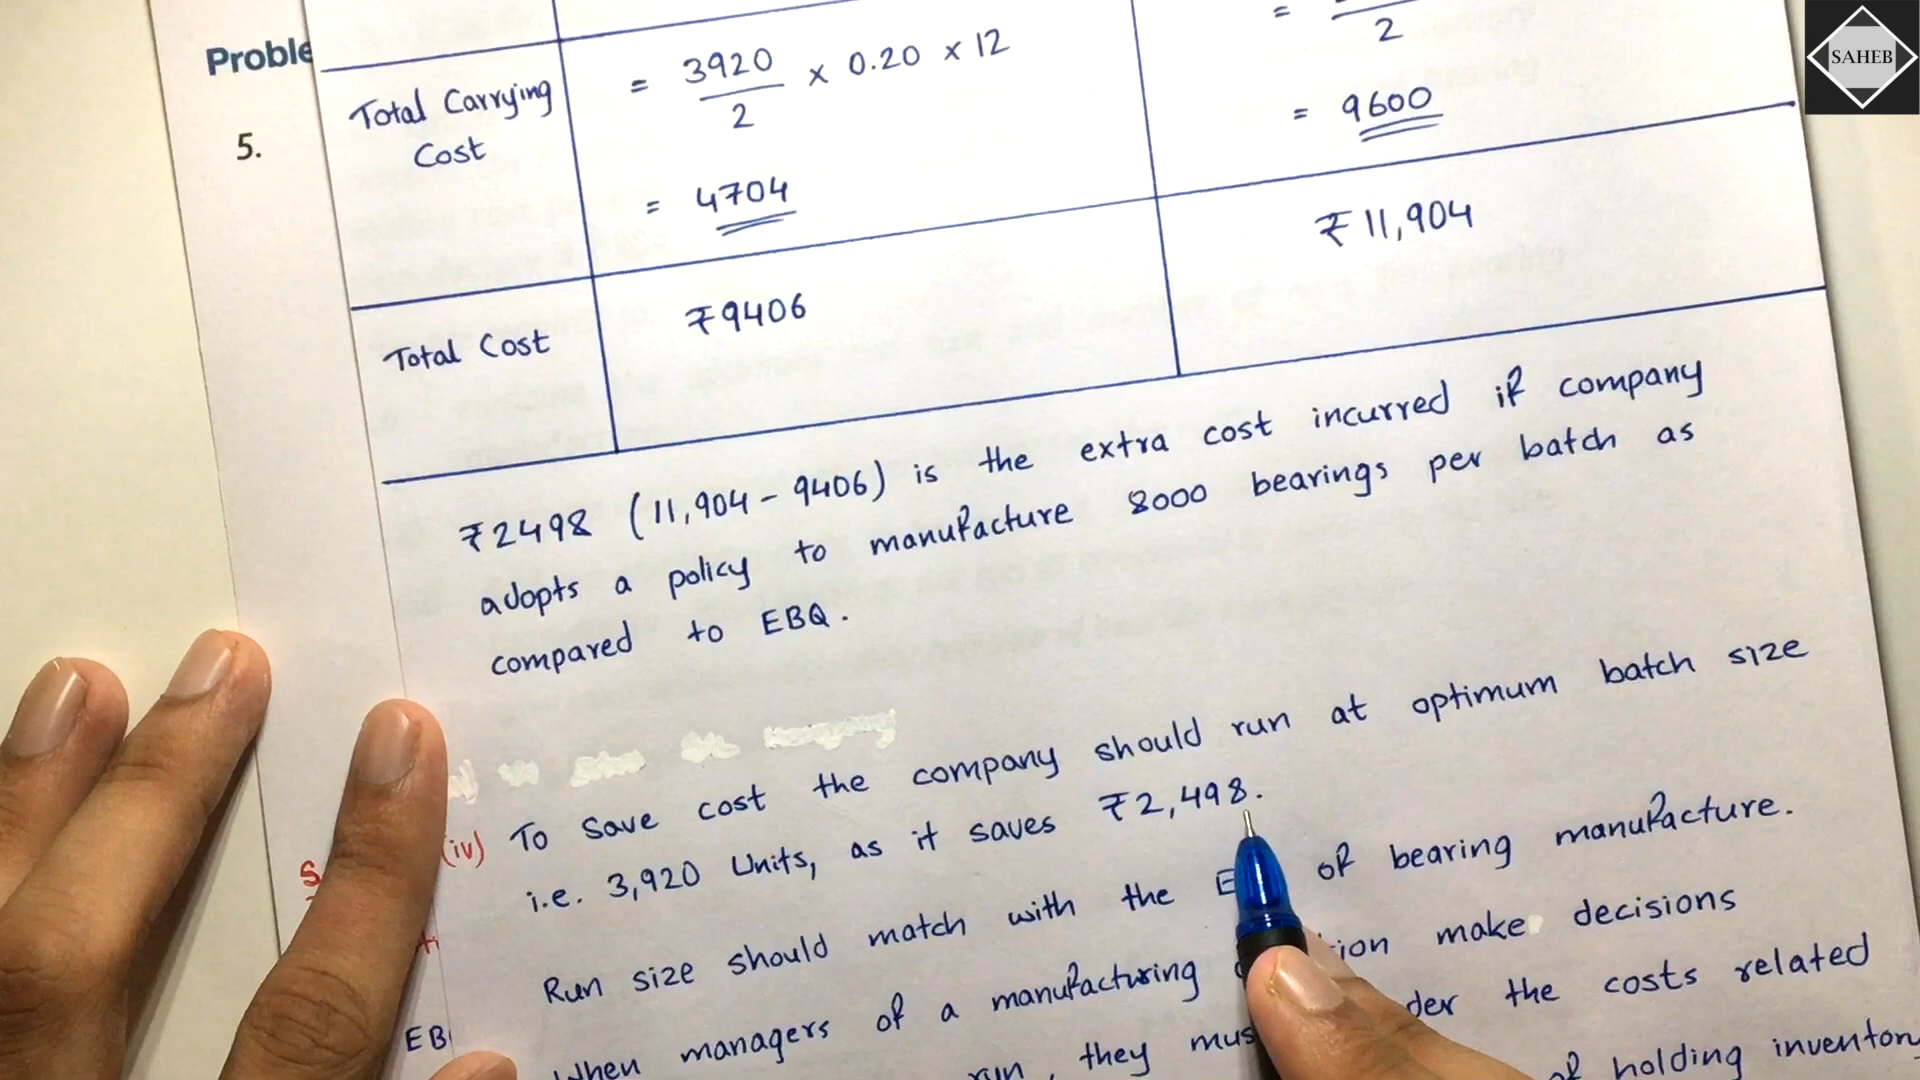 Proble
5.
Total Carrying
Cost
= 3920/2 x 0.20 x 12
= 4704
= 2
= 9600
Total Cost
₹9406
₹11,904
₹2498 (11,904 - 9406) is the extra cost incurred if company
adopts a policy to manufacture 8000 bearings per batch as
compared to EBQ.
(iv) To save cost the company should run at optimum batch size
i.e. 3,920 Units, as it saves ₹2,498.
Run size should match with the E of bearing manufacture.
When managers of a manufacturing tion make decisions
run, they mus der the costs related
of holding inventory
S
EB
SAHEB